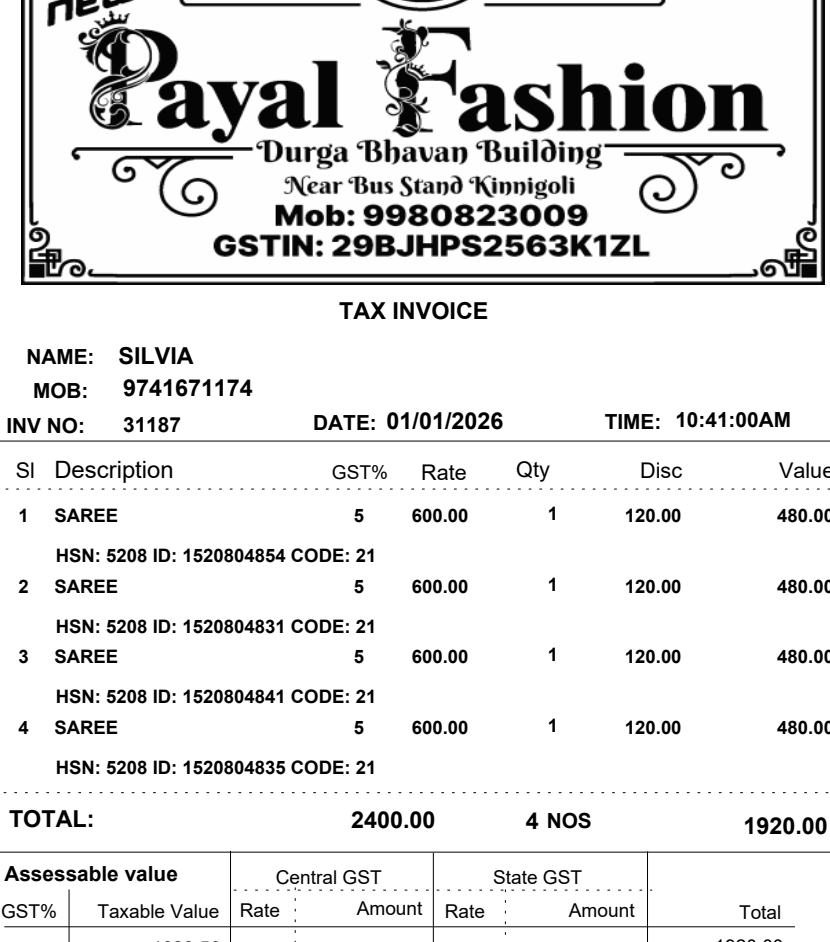 new
Payal Fashion
Durga Bhavan Building
Near Bus Stand Kinnigoli
Mob: 9980823009
GSTIN: 29BJHPS2563K1ZL
TAX INVOICE
NAME: SILVIA
MOB: 9741671174
INV NO: 31187 DATE: 01/01/2026 TIME: 10:41:00AM
Sl Description GST% Rate Qty Disc Value
1 SAREE 5 600.00 1 120.00 480.00
HSN: 5208 ID: 1520804854 CODE: 21
2 SAREE 5 600.00 1 120.00 480.00
HSN: 5208 ID: 1520804831 CODE: 21
3 SAREE 5 600.00 1 120.00 480.00
HSN: 5208 ID: 1520804841 CODE: 21
4 SAREE 5 600.00 1 120.00 480.00
HSN: 5208 ID: 1520804835 CODE: 21
TOTAL: 2400.00 4 NOS 1920.00
Assessable value Central GST State GST
GST% Taxable Value Rate Amount Rate Amount Total